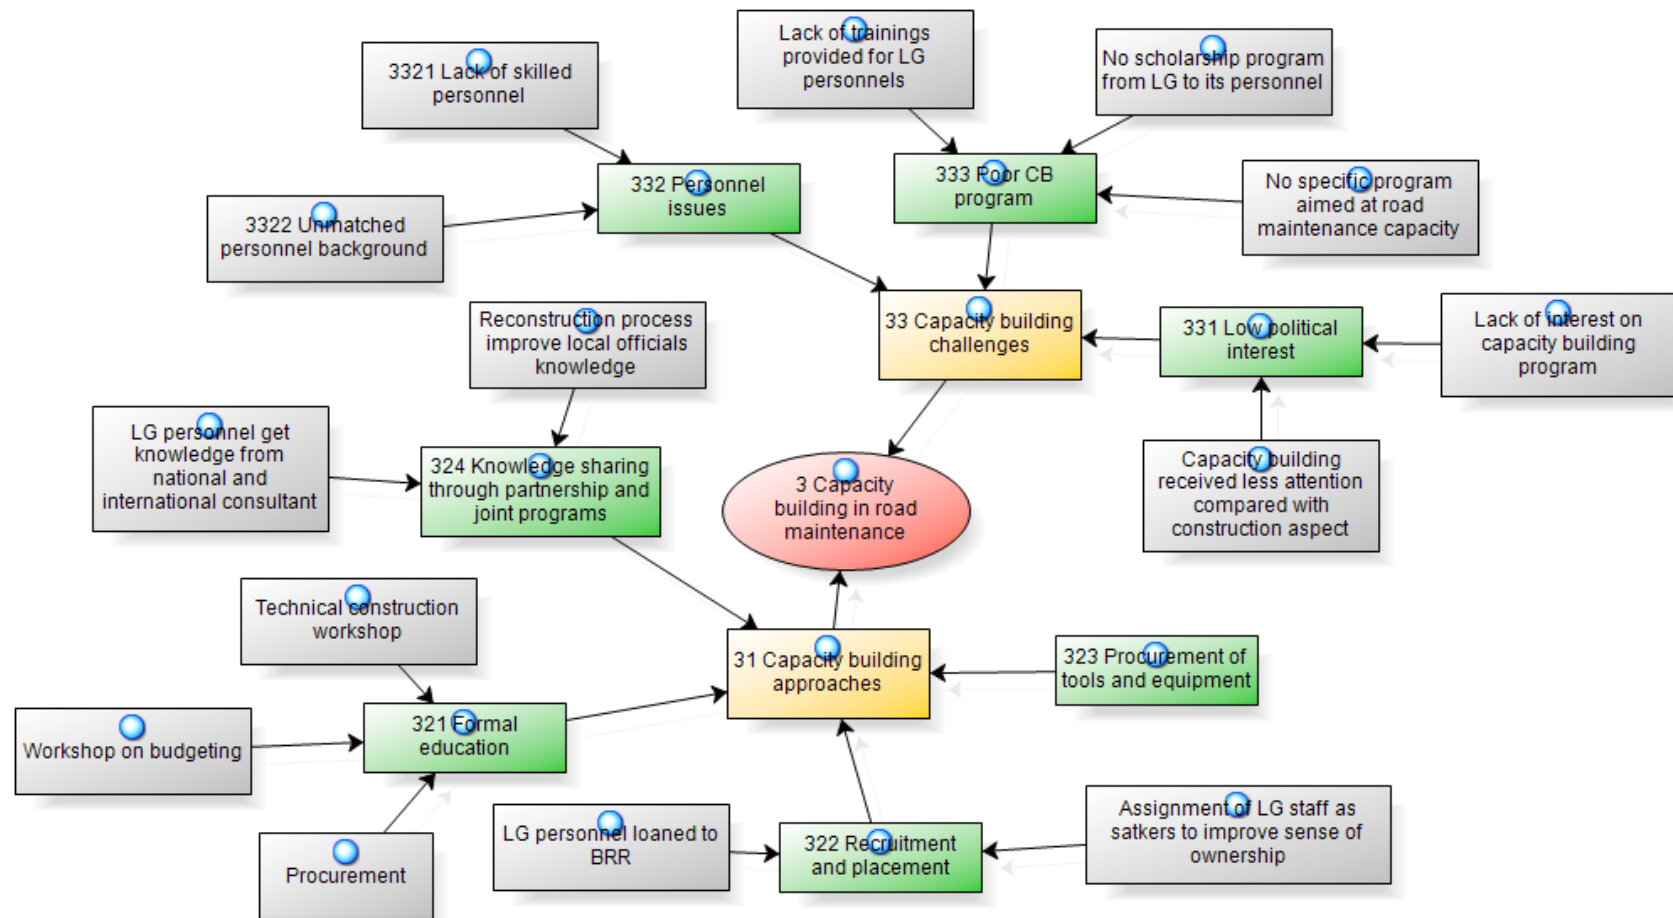 Lack of trainings
provided for LG
personnels
No scholarship program
from LG to its personnel
3321 Lack of skilled
personnel
332 Personnel
issues
333 Poor CB
program
No specific program
aimed at road
maintenance capacity
3322 Unmatched
personnel background
Reconstruction process
improve local officials
knowledge
33 Capacity building
challenges
331 Low political
interest
Lack of interest on
capacity building
program
LG personnel get
knowledge from
national and
international consultant
324 Knowledge sharing
through partnership and
joint programs
3 Capacity
building in road
maintenance
Capacity building
received less attention
compared with
construction aspect
Technical construction
workshop
31 Capacity building
approaches
323 Procurement of
tools and equipment
Workshop on budgeting
321 Formal
education
LG personnel loaned to
BRR
322 Recruitment
and placement
Assignment of LG staff as
satkers to improve sense of
ownership
Procurement